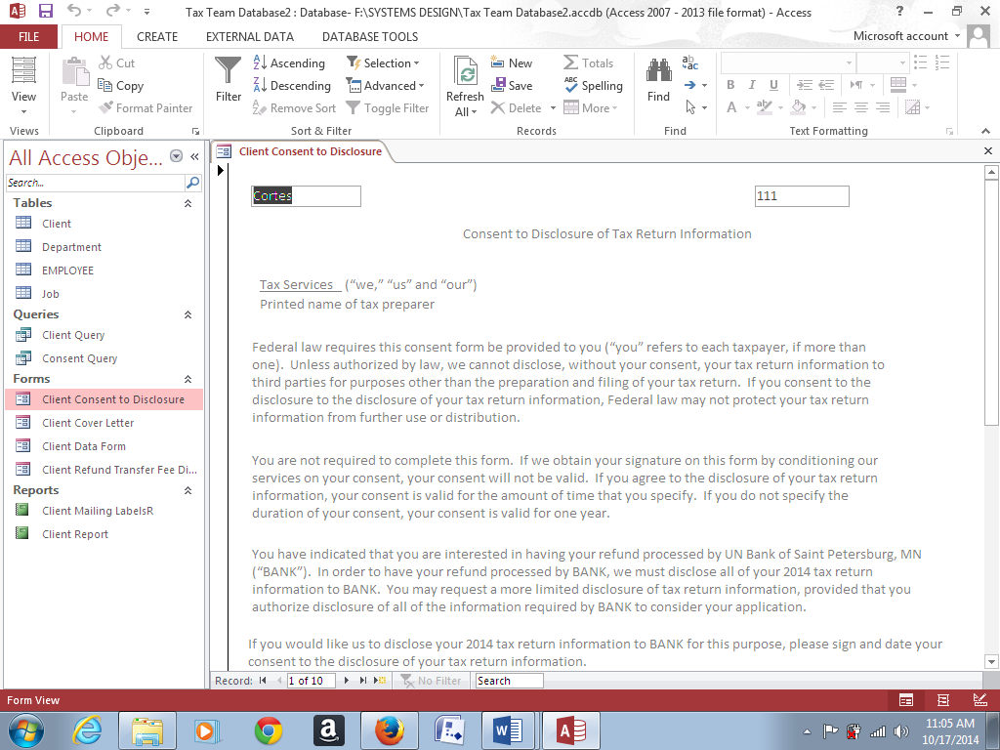 Tax Team Database2 : Database- F:\SYSTEMS DESIGN\Tax Team Database2.accdb (Access 2007 - 2013 file format) - Access
FILE HOME CREATE EXTERNAL DATA DATABASE TOOLS Microsoft account
View
Views
Paste
Cut
Copy
Format Painter
Clipboard
Filter
Ascending
Descending
Remove Sort
Selection
Advanced
Toggle Filter
Sort & Filter
Refresh
All
New
Save
Delete
Totals
Spelling
More
Records
Find
ab
ac
Find
B I U
A
ab
Text Formatting
All Access Obje...
Search...
Tables
Client
Department
EMPLOYEE
Job
Queries
Client Query
Consent Query
Forms
Client Consent to Disclosure
Client Cover Letter
Client Data Form
Client Refund Transfer Fee Di...
Reports
Client Mailing LabelsR
Client Report
Client Consent to Disclosure
Cortes 111
Consent to Disclosure of Tax Return Information
Tax Services (“we,” “us” and “our”)
Printed name of tax preparer
Federal law requires this consent form be provided to you (“you” refers to each taxpayer, if more than
one). Unless authorized by law, we cannot disclose, without your consent, your tax return information to
third parties for purposes other than the preparation and filing of your tax return. If you consent to the
disclosure to the disclosure of your tax return information, Federal law may not protect your tax return
information from further use or distribution.
You are not required to complete this form. If we obtain your signature on this form by conditioning our
services on your consent, your consent will not be valid. If you agree to the disclosure of your tax return
information, your consent is valid for the amount of time that you specify. If you do not specify the
duration of your consent, your consent is valid for one year.
You have indicated that you are interested in having your refund processed by UN Bank of Saint Petersburg, MN
(“BANK”). In order to have your refund processed by BANK, we must disclose all of your 2014 tax return
information to BANK. You may request a more limited disclosure of tax return information, provided that you
authorize disclosure of all of the information required by BANK to consider your application.
If you would like us to disclose your 2014 tax return information to BANK for this purpose, please sign and date your
consent to the disclosure of your tax return information.
Record: 1 of 10 No Filter Search
Form View
11:05 AM
10/17/2014